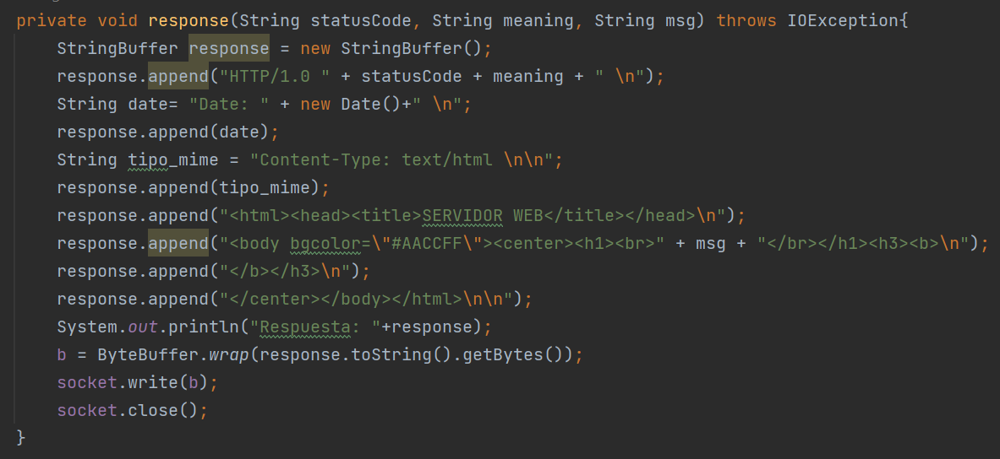 private void response(String statusCode, String meaning, String msg) throws IOException{
    StringBuffer response = new StringBuffer();
    response.append("HTTP/1.0 " + statusCode + meaning + " \n");
    String date= "Date: " + new Date()+" \n";
    response.append(date);
    String tipo_mime = "Content-Type: text/html \n\n";
    response.append(tipo_mime);
    response.append("<html><head><title>SERVIDOR WEB</title></head>\n");
    response.append("<body bgcolor=\"#AACCFF\"><center><h1><br>" + msg + "</br></h1><h3><b>\n");
    response.append("</b></h3>\n");
    response.append("</center></body></html>\n\n");
    System.out.println("Respuesta: "+response);
    b = ByteBuffer.wrap(response.toString().getBytes());
    socket.write(b);
    socket.close();
}